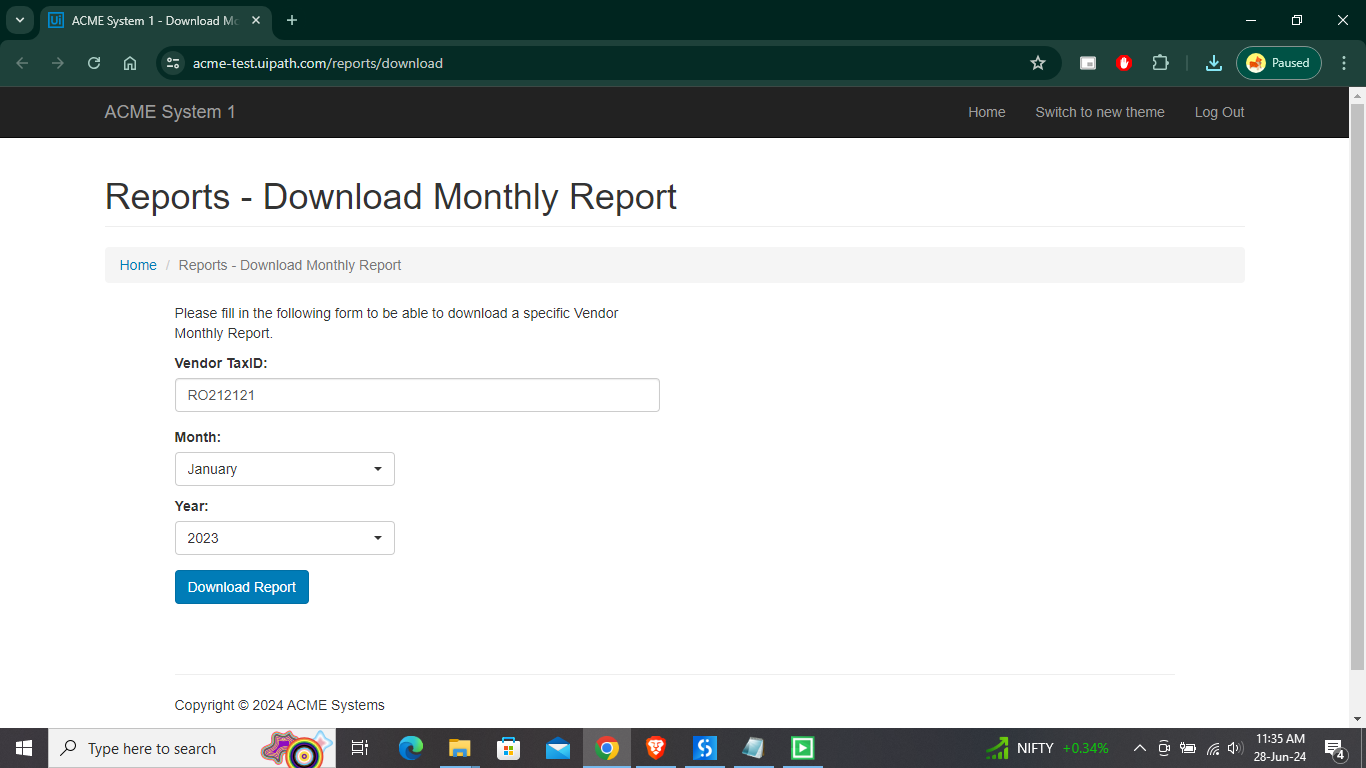 ACME System 1 - Download Mo
acme-test.uipath.com/reports/download
Paused
ACME System 1
Home
Switch to new theme
Log Out
Reports - Download Monthly Report
Home / Reports - Download Monthly Report
Please fill in the following form to be able to download a specific Vendor
Monthly Report.
Vendor TaxID:
RO212121
Month:
January
Year:
2023
Download Report
Copyright © 2024 ACME Systems
Type here to search
NIFTY +0.34%
11:35 AM
28-Jun-24
4